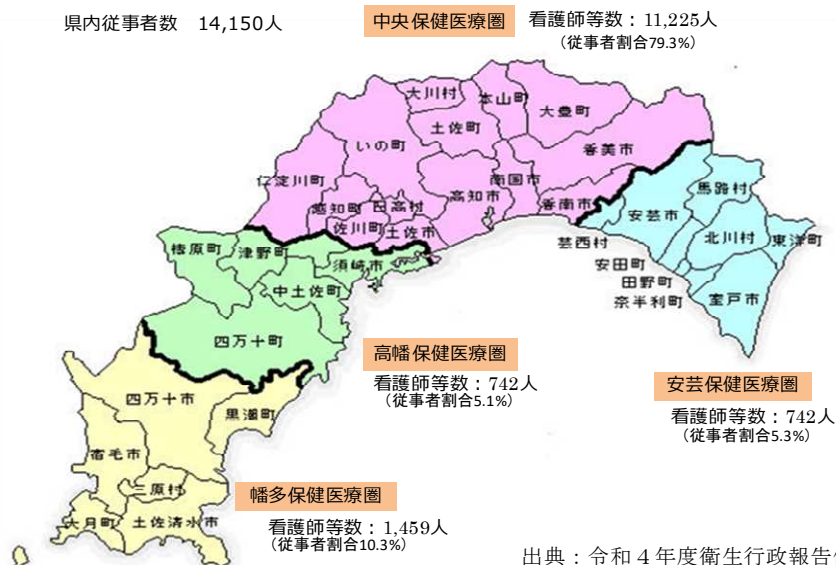 県内従事者数 14,150人
中央保健医療圏
看護師等数：11,225人
（従事者割合79.3%）
大川村
本山町
大豊町
土佐町
いの町
香美市
仁淀川町
南国市
高知市
香南市
越知町
日高村
佐川町
土佐市
馬路村
安芸市
北川村
東洋町
芸西村
安田町
田野町
奈半利町
室戸市
梼原町
津野町
須崎市
中土佐町
四万十町
高幡保健医療圏
看護師等数：742人
（従事者割合5.1%）
安芸保健医療圏
看護師等数：742人
（従事者割合5.3%）
四万十市
黒潮町
宿毛市
三原村
大月町
土佐清水市
幡多保健医療圏
看護師等数：1,459人
（従事者割合10.3%）
出典：令和４年度衛生行政報告